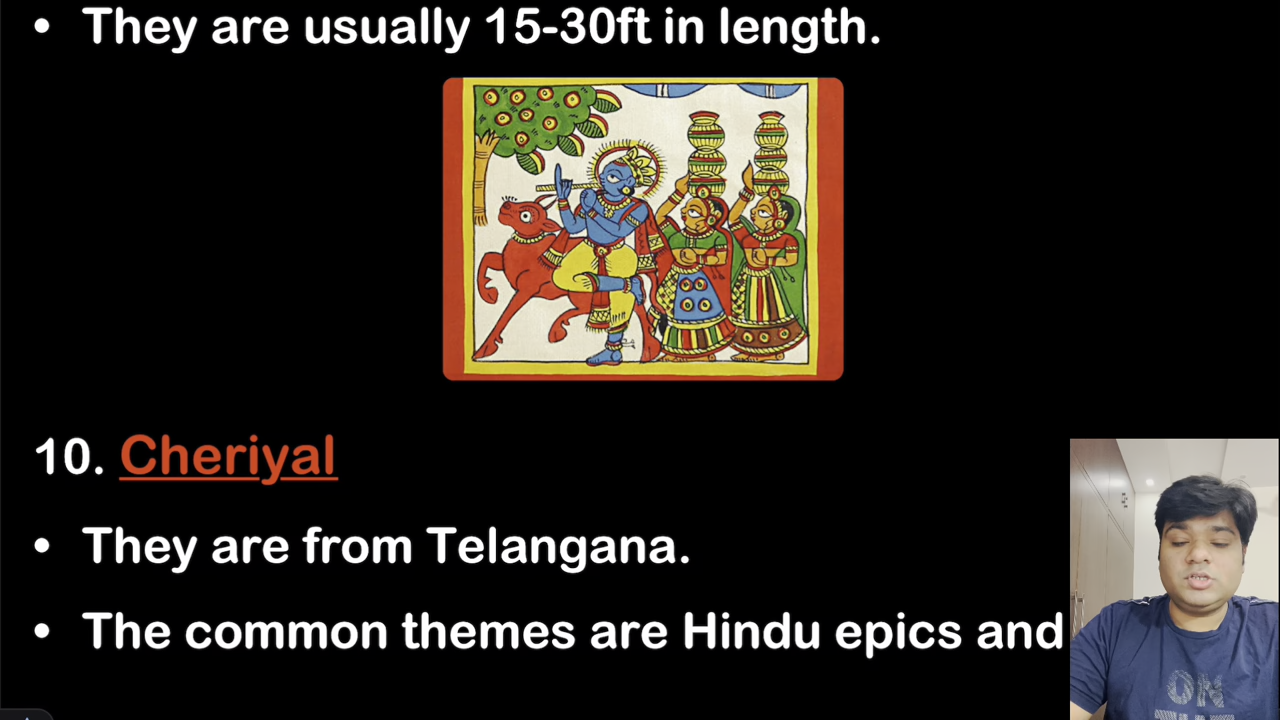 • They are usually 15-30ft in length.
10. Cheriyal
• They are from Telangana.
• The common themes are Hindu epics and
ON